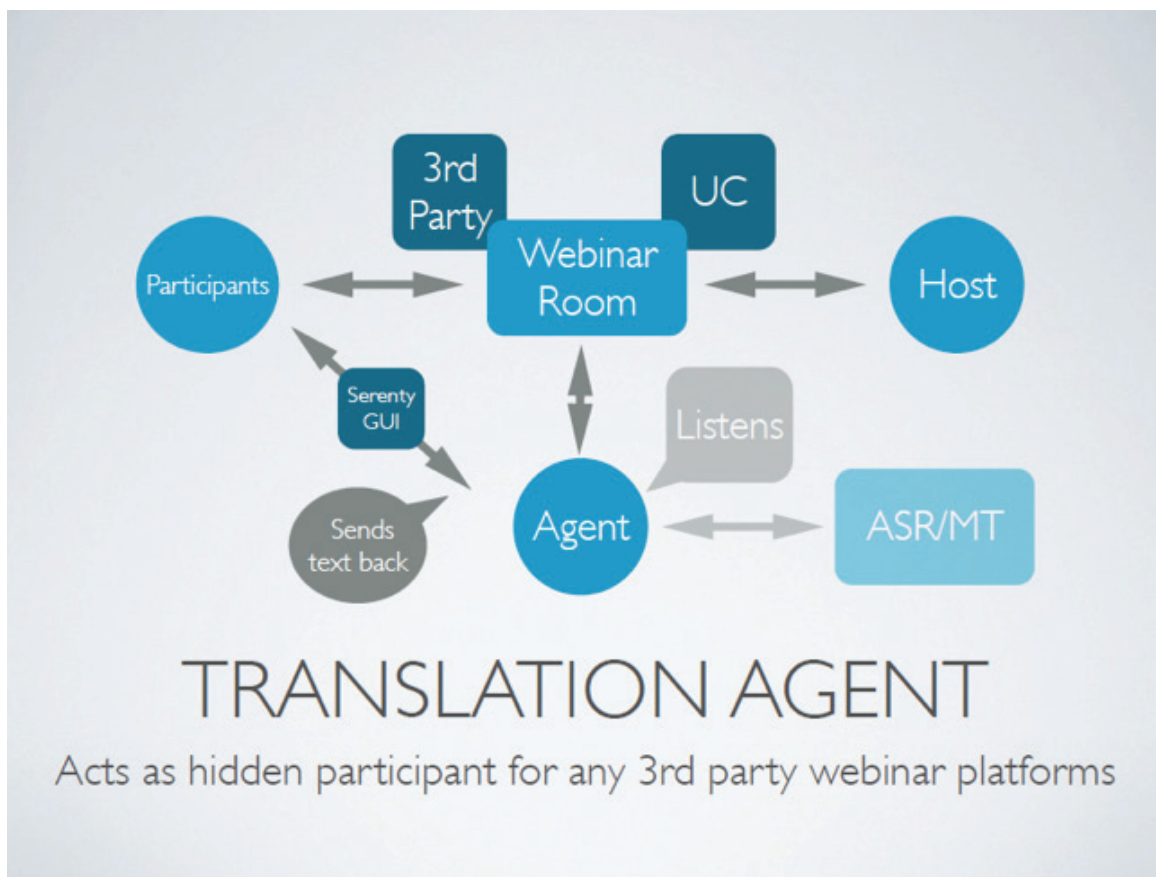 3rd
Party
UC
Participants
Webinar
Room
Host
Serenty
GUI
Listens
Sends
text back
Agent
ASR/MT
TRANSLATION AGENT
Acts as hidden participant for any 3rd party webinar platforms